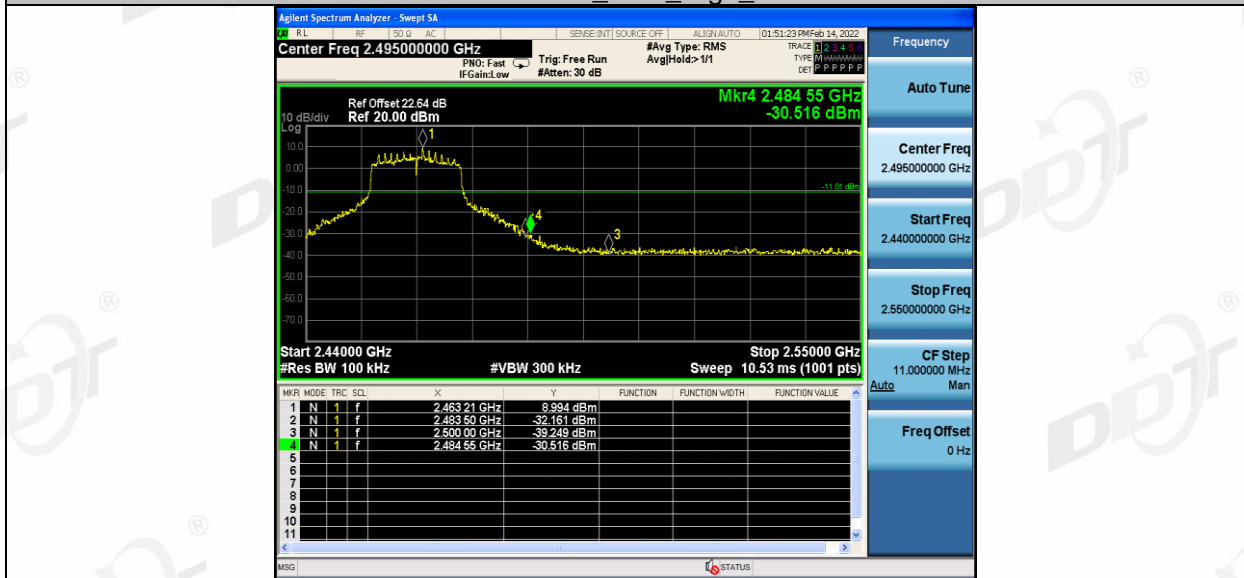 Agilent Spectrum Analyzer - Swept SA
RL RF 50 Ω AC SENSE:INT SOURCE OFF ALIGN AUTO 01:51:23 PM Feb 14, 2022
Center Freq 2.495000000 GHz
PNO: Fast
IFGain:Low
Trig: Free Run
#Atten: 30 dB
#Avg Type: RMS
Avg|Hold:>1/1
TRACE 1 2 3 4 5 6
TYPE M WWWWW
DET P P P P P P
Frequency
Auto Tune
Center Freq
2.495000000 GHz
Start Freq
2.440000000 GHz
Stop Freq
2.550000000 GHz
CF Step
11.000000 MHz
Auto Man
Freq Offset
0 Hz
Mkr4 2.484 55 GHz
-30.516 dBm
Ref Offset 22.64 dB
10 dB/div Ref 20.00 dBm
Log
10.0
0.00
-10.0
-20.0
-30.0
-40.0
-50.0
-60.0
-70.0
1
4
3
-11.01 dBm
Start 2.44000 GHz Stop 2.55000 GHz
#Res BW 100 kHz #VBW 300 kHz Sweep 10.53 ms (1001 pts)
MKR MODE TRC SCL X Y FUNCTION FUNCTION WIDTH FUNCTION VALUE
1 N 1 f 2.463 21 GHz 8.994 dBm
2 N 1 f 2.483 50 GHz -32.161 dBm
3 N 1 f 2.500 00 GHz -39.249 dBm
4 N 1 f 2.484 55 GHz -30.516 dBm
5
6
7
8
9
10
11
MSG STATUS
DDT
®